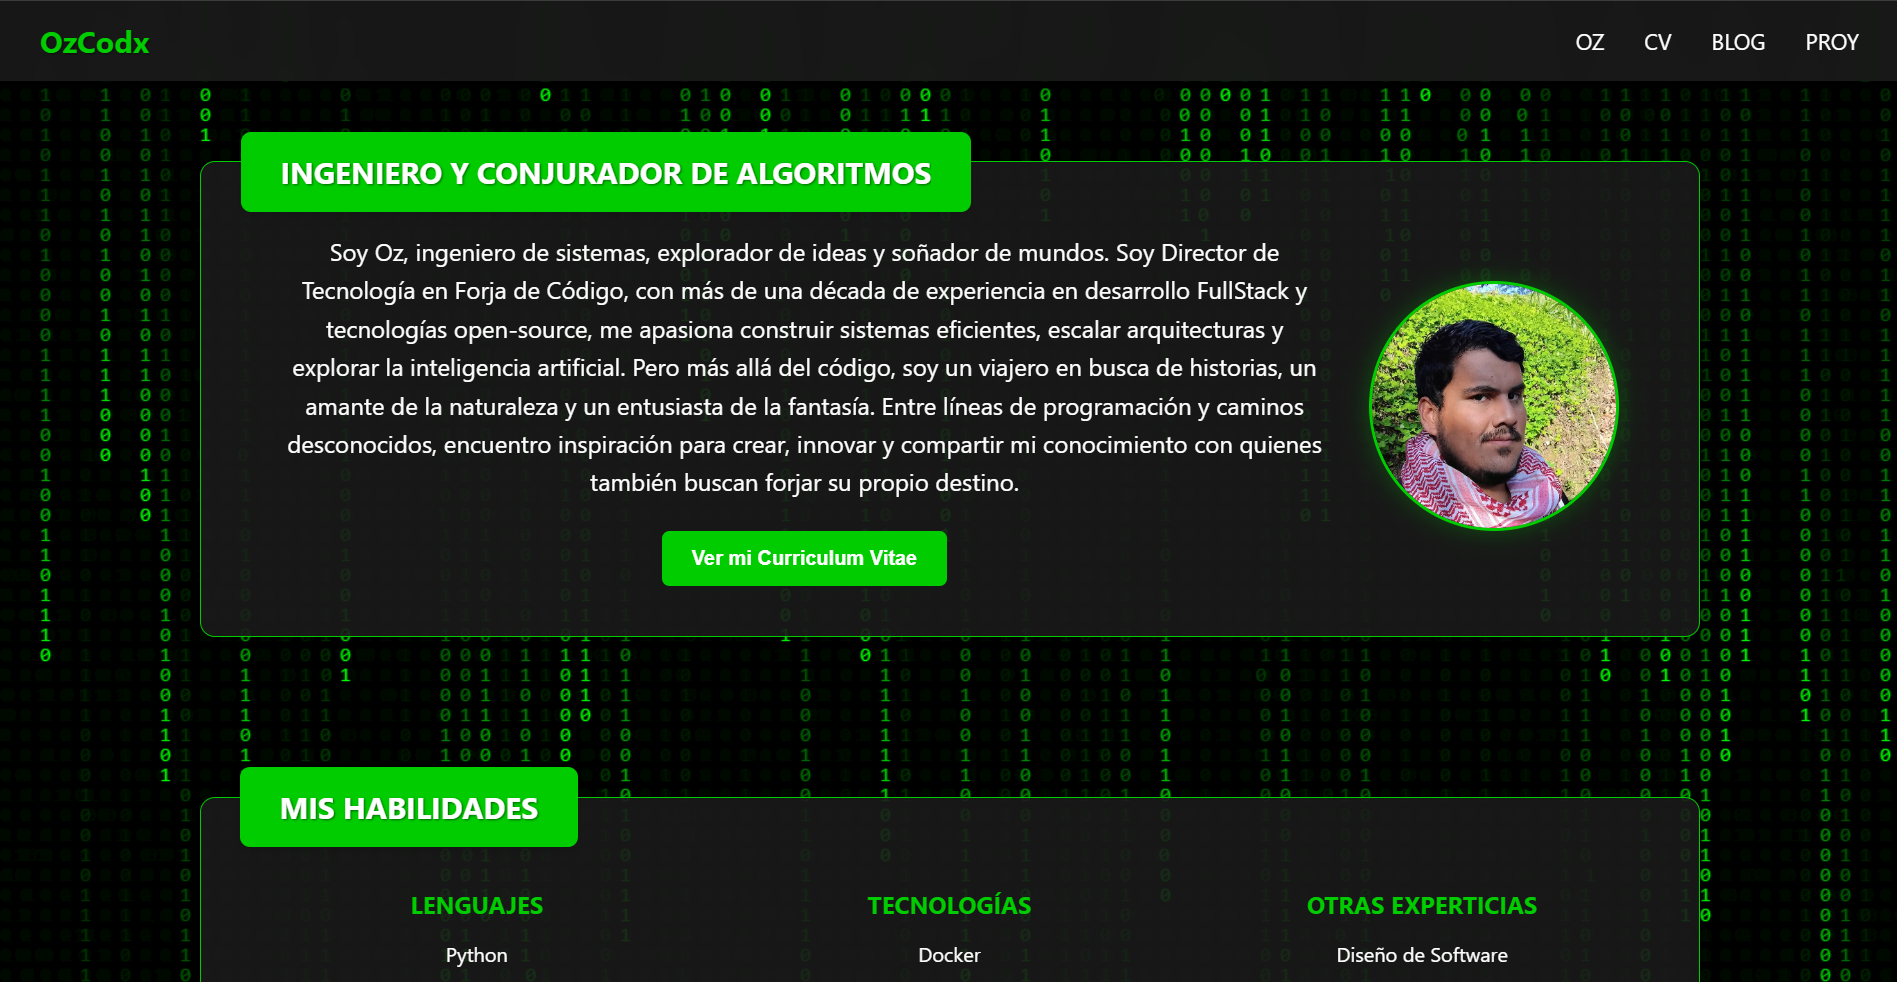 OzCodx
OZ CV BLOG PROY
INGENIERO Y CONJURADOR DE ALGORITMOS
Soy Oz, ingeniero de sistemas, explorador de ideas y soñador de mundos. Soy Director de
Tecnología en Forja de Código, con más de una década de experiencia en desarrollo FullStack y
tecnologías open-source, me apasiona construir sistemas eficientes, escalar arquitecturas y
explorar la inteligencia artificial. Pero más allá del código, soy un viajero en busca de historias, un
amante de la naturaleza y un entusiasta de la fantasía. Entre líneas de programación y caminos
desconocidos, encuentro inspiración para crear, innovar y compartir mi conocimiento con quienes
también buscan forjar su propio destino.
Ver mi Curriculum Vitae
MIS HABILIDADES
LENGUAJES TECNOLOGÍAS OTRAS EXPERTICIAS
Python Docker Diseño de Software